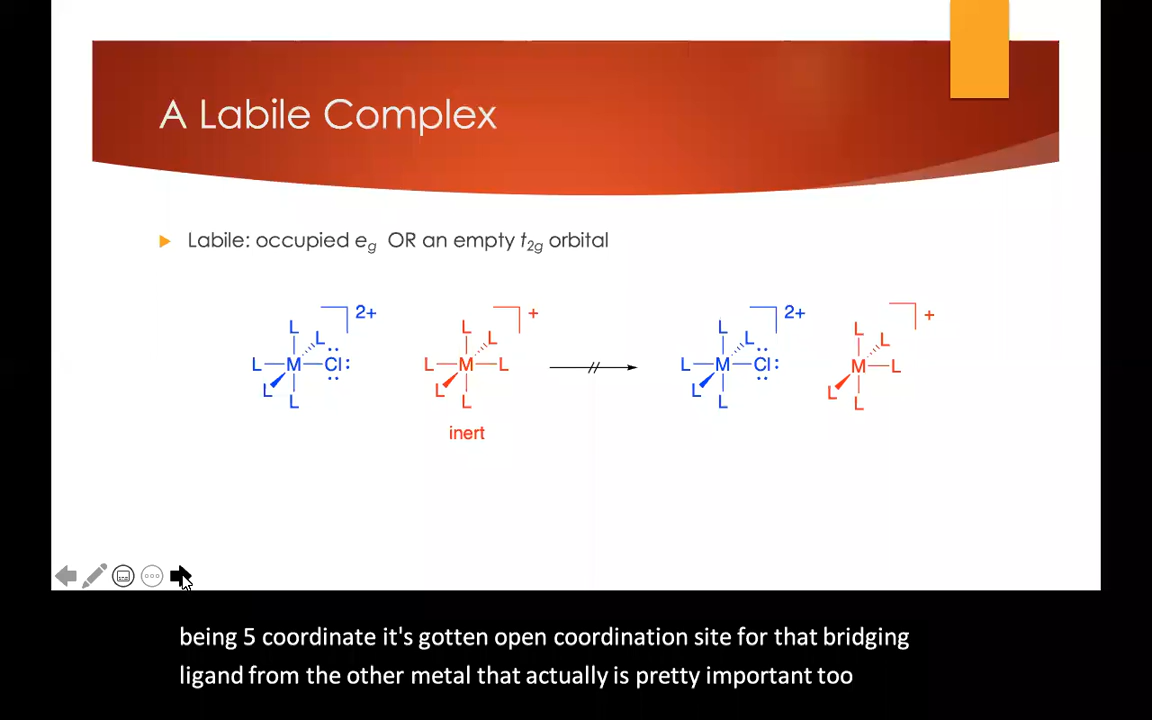 A Labile Complex
Labile: occupied eg OR an empty t2g orbital
2+ + 2+ +
L L L L
L L L L
L M Cl L M L L M Cl M L
L L L L
L L L L
inert
being 5 coordinate it's gotten open coordination site for that bridging
ligand from the other metal that actually is pretty important too